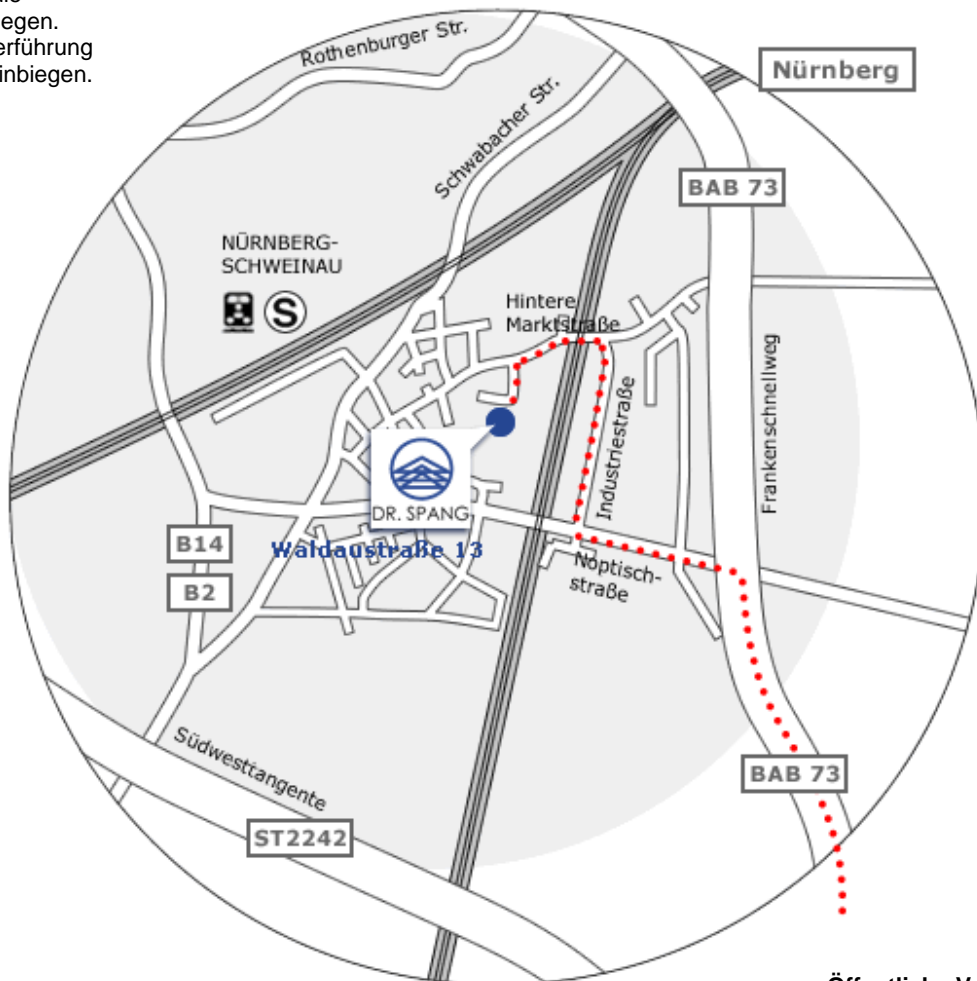 iegen.
erführung
inbiegen.
Rothenburger Str.
Nürnberg
Schwabacher Str.
BAB 73
NÜRNBERG-
SCHWEINAU
S
Hintere
Marktstraße
Industriestraße
Frankenschnellweg
DR. SPANG
Waldaustraße 13
B14
B2
Noptisch-
straße
Südwesttangente
BAB 73
ST2242